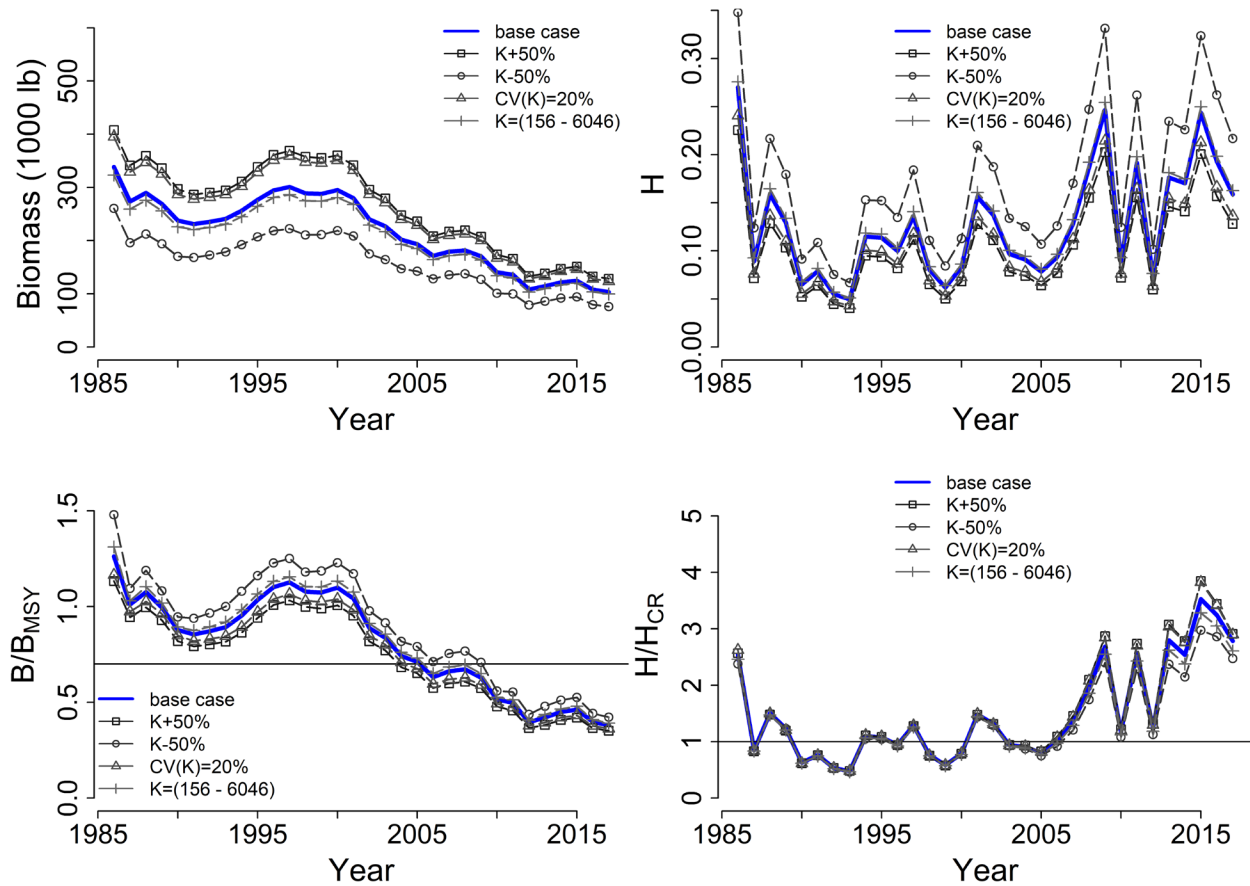 base case
K+50%
K-50%
CV(K)=20%
K=(156 - 6046)
Biomass (1000 lb)
500
300
100
0
1985 1995 2005 2015
Year
base case
K+50%
K-50%
CV(K)=20%
K=(156 - 6046)
H
0.30
0.20
0.10
0.00
1985 1995 2005 2015
Year
B/BMSY
1.5
1.0
0.5
0.0
base case
K+50%
K-50%
CV(K)=20%
K=(156 - 6046)
1985 1995 2005 2015
Year
base case
K+50%
K-50%
CV(K)=20%
K=(156 - 6046)
H/HCR
5
4
3
2
1
0
1985 1995 2005 2015
Year